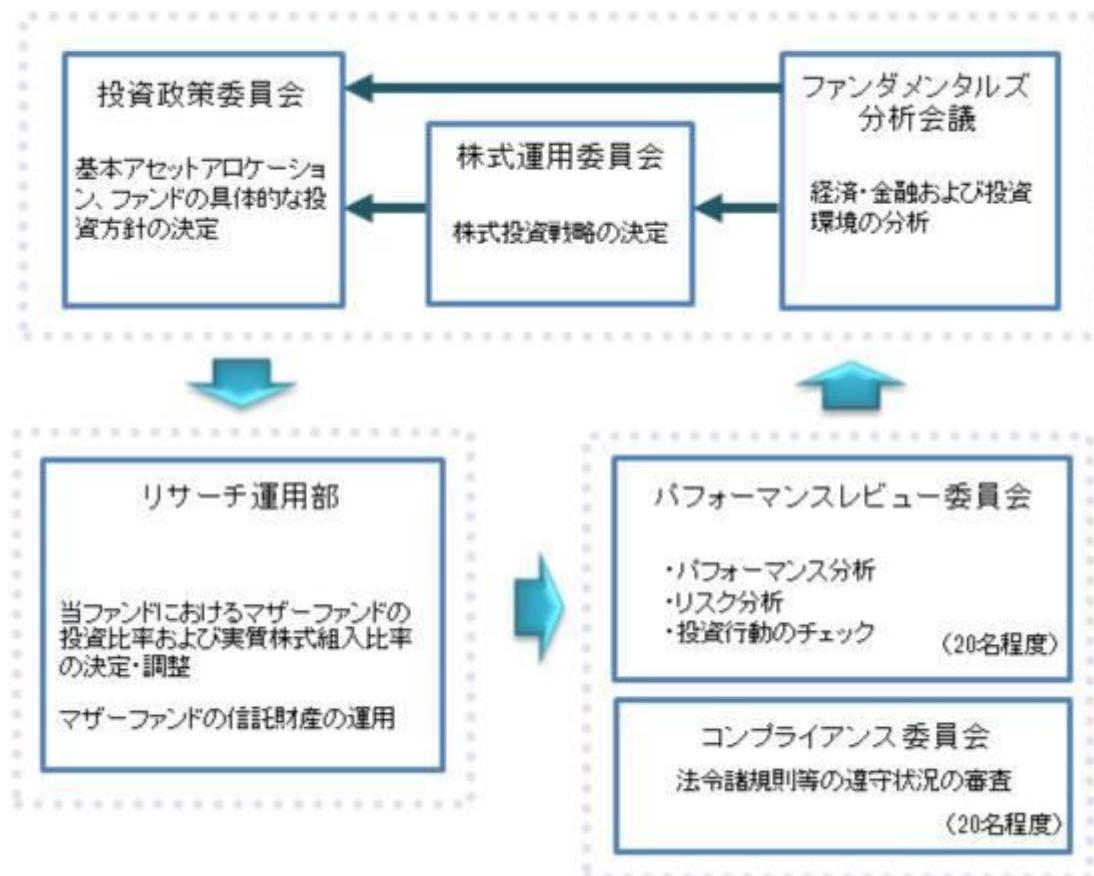 投資政策委員会
基本アセットアロケーショ
ン、ファンドの具体的な投
資方針の決定
株式運用委員会
株式投資戦略の決定
ファンダメンタルズ
分析会議
経済・金融および投資
環境の分析
リサーチ運用部
当ファンドにおけるマザーファンドの
投資比率および実質株式組入比率
の決定・調整
マザーファンドの信託財産の運用
パフォーマンスレビュー委員会
・パフォーマンス分析
・リスク分析
・投資行動のチェック
(20名程度)
コンプライアンス委員会
法令諸規則等の遵守状況の審査
(20名程度)